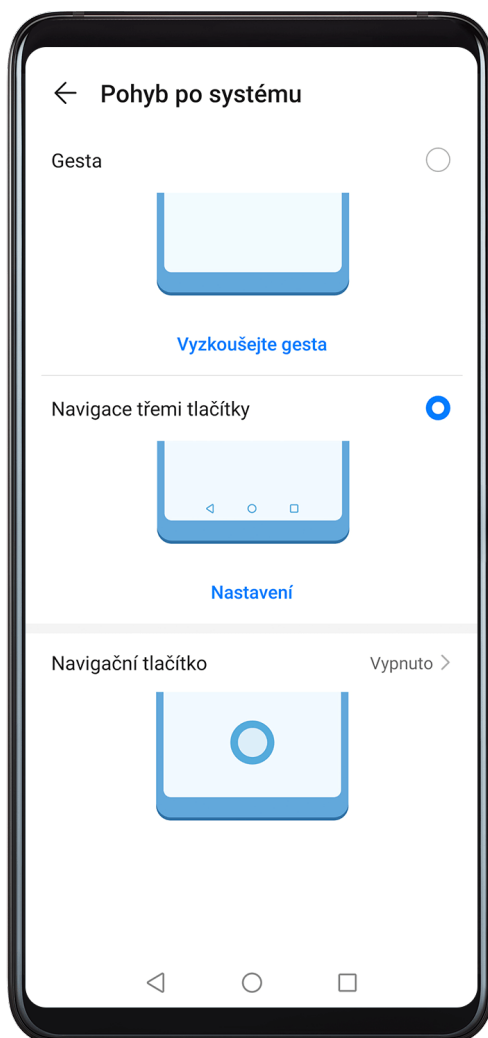 Pohyb po systému
Gesta
Vyzkoušejte gesta
Navigace třemi tlačítky
Nastavení
Navigační tlačítko Vypnuto